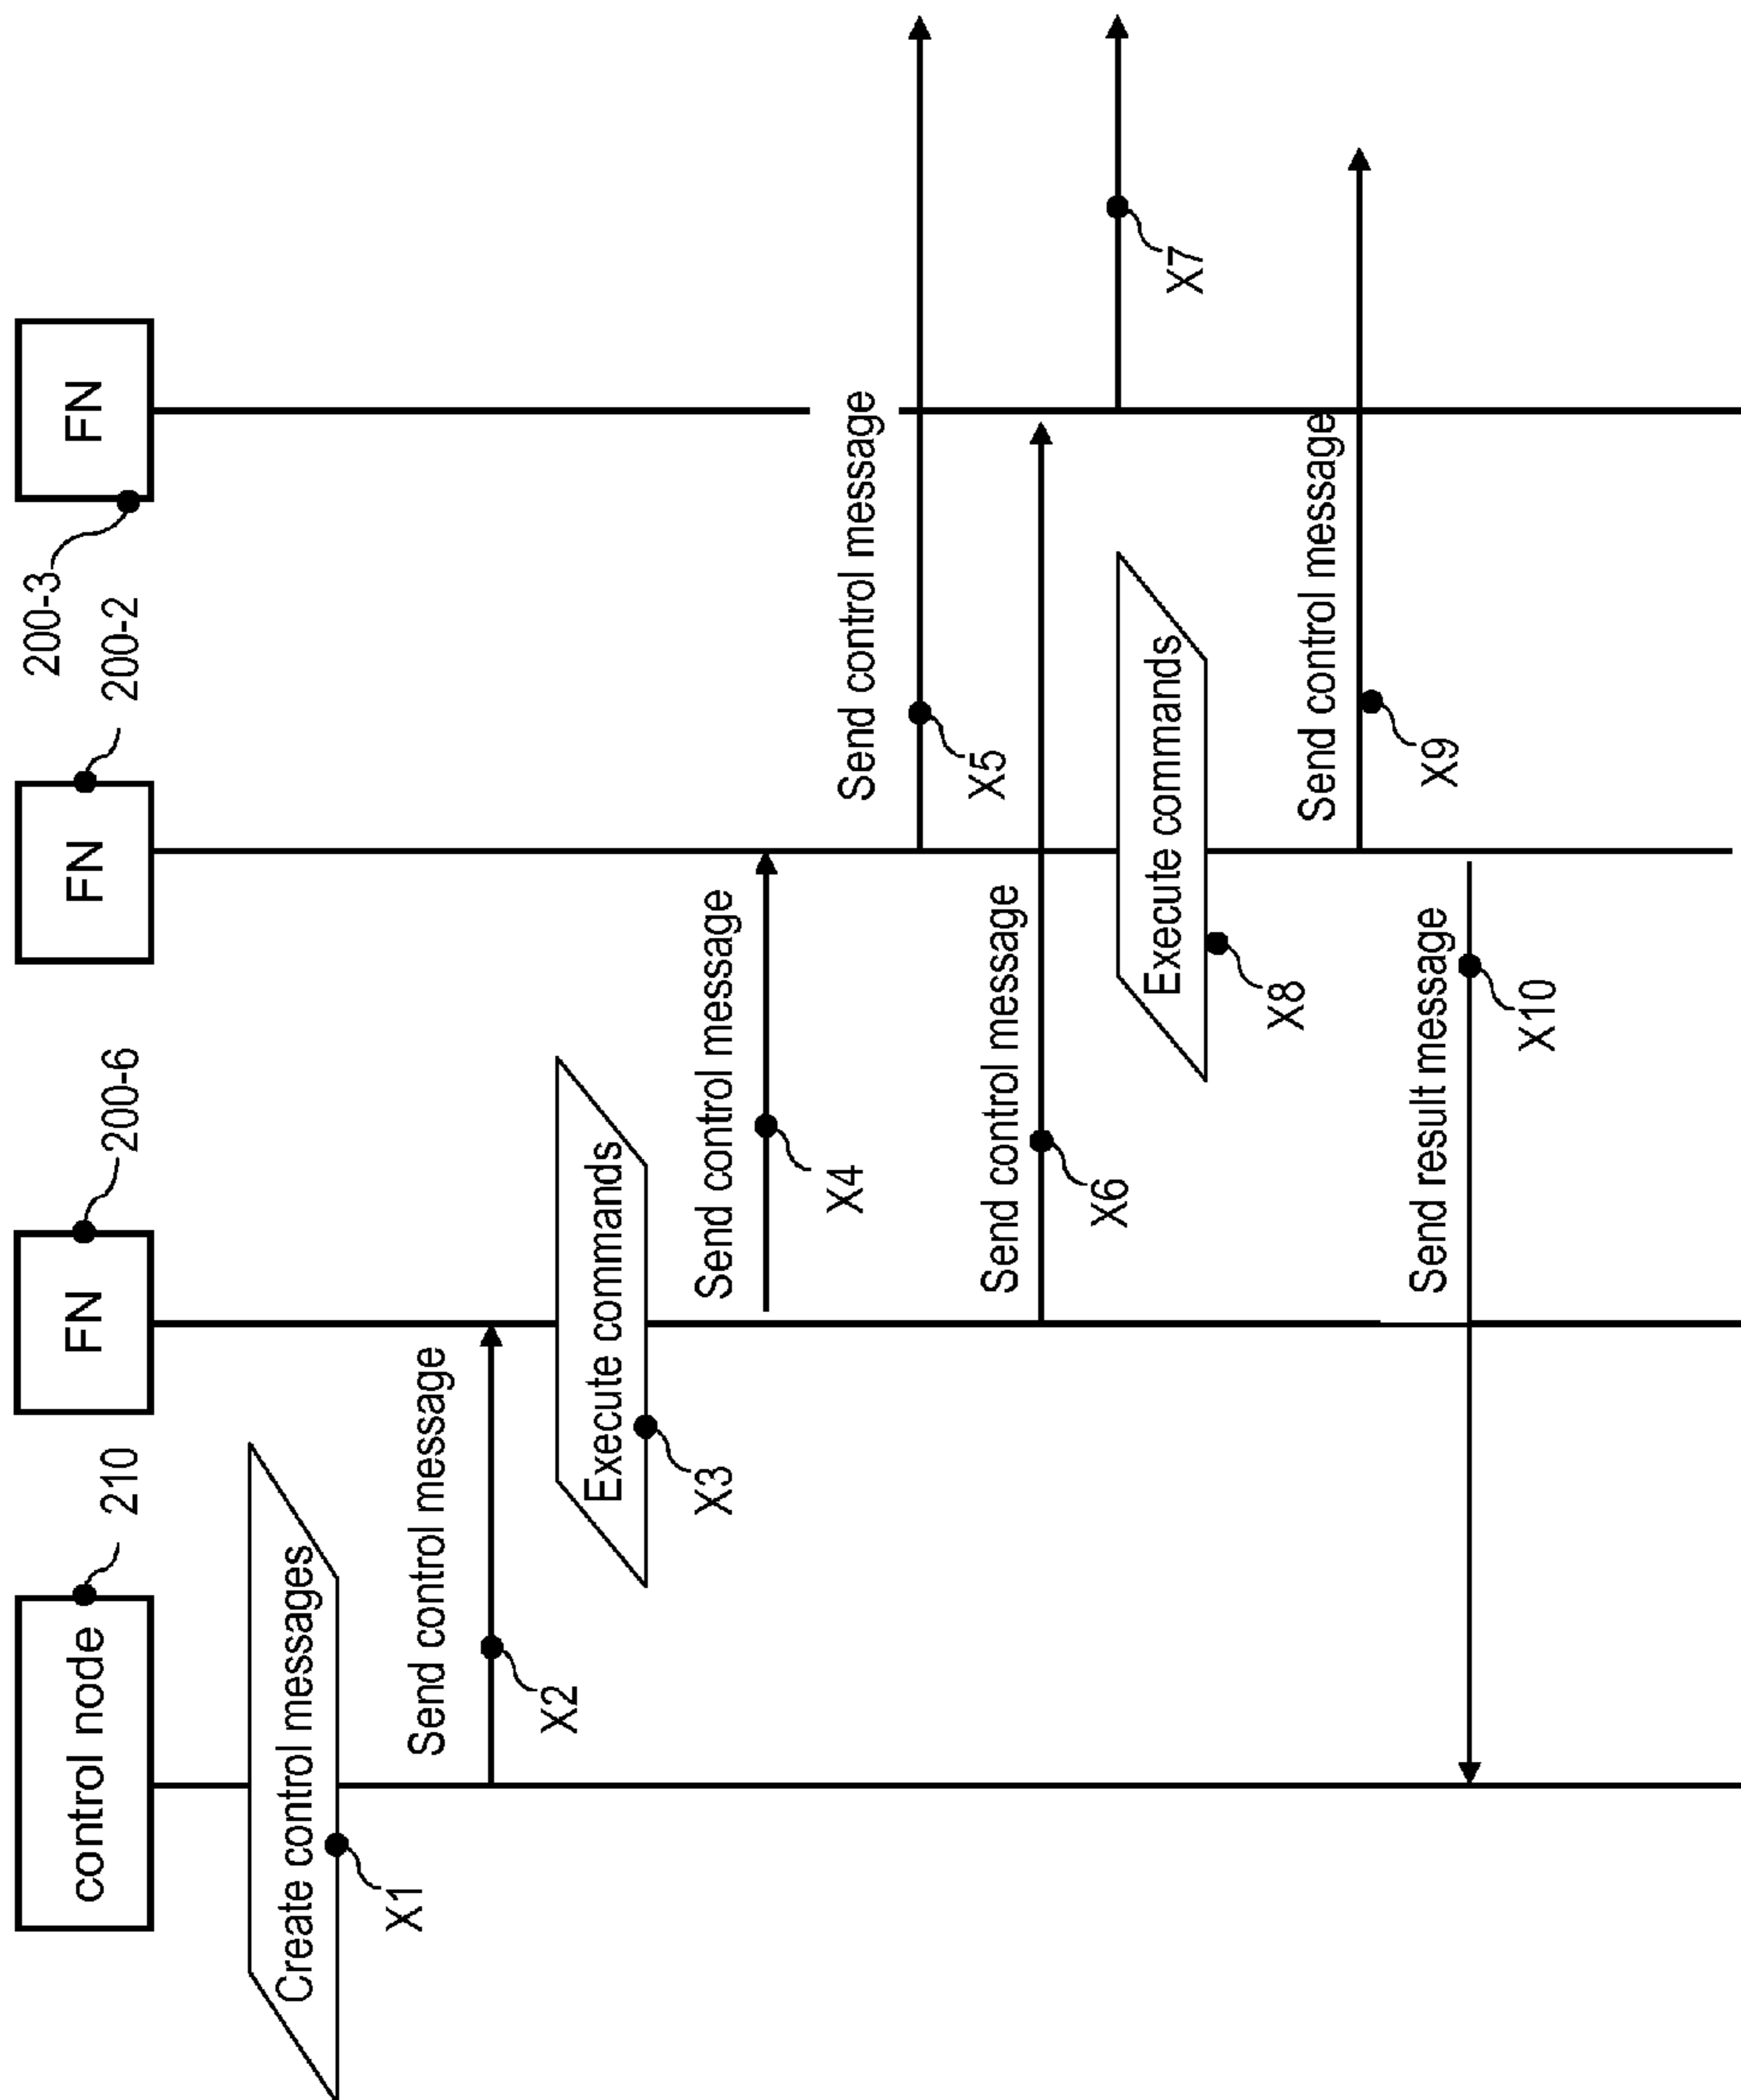 control node
210
FN
200-6
FN
200-2
FN
200-3
Create control messages
X1
Send control message
X2
Execute commands
X3
Send control message
X4
Send control message
X5
Send control message
X6
X7
Execute commands
X8
Send control message
X9
Send result message
X10